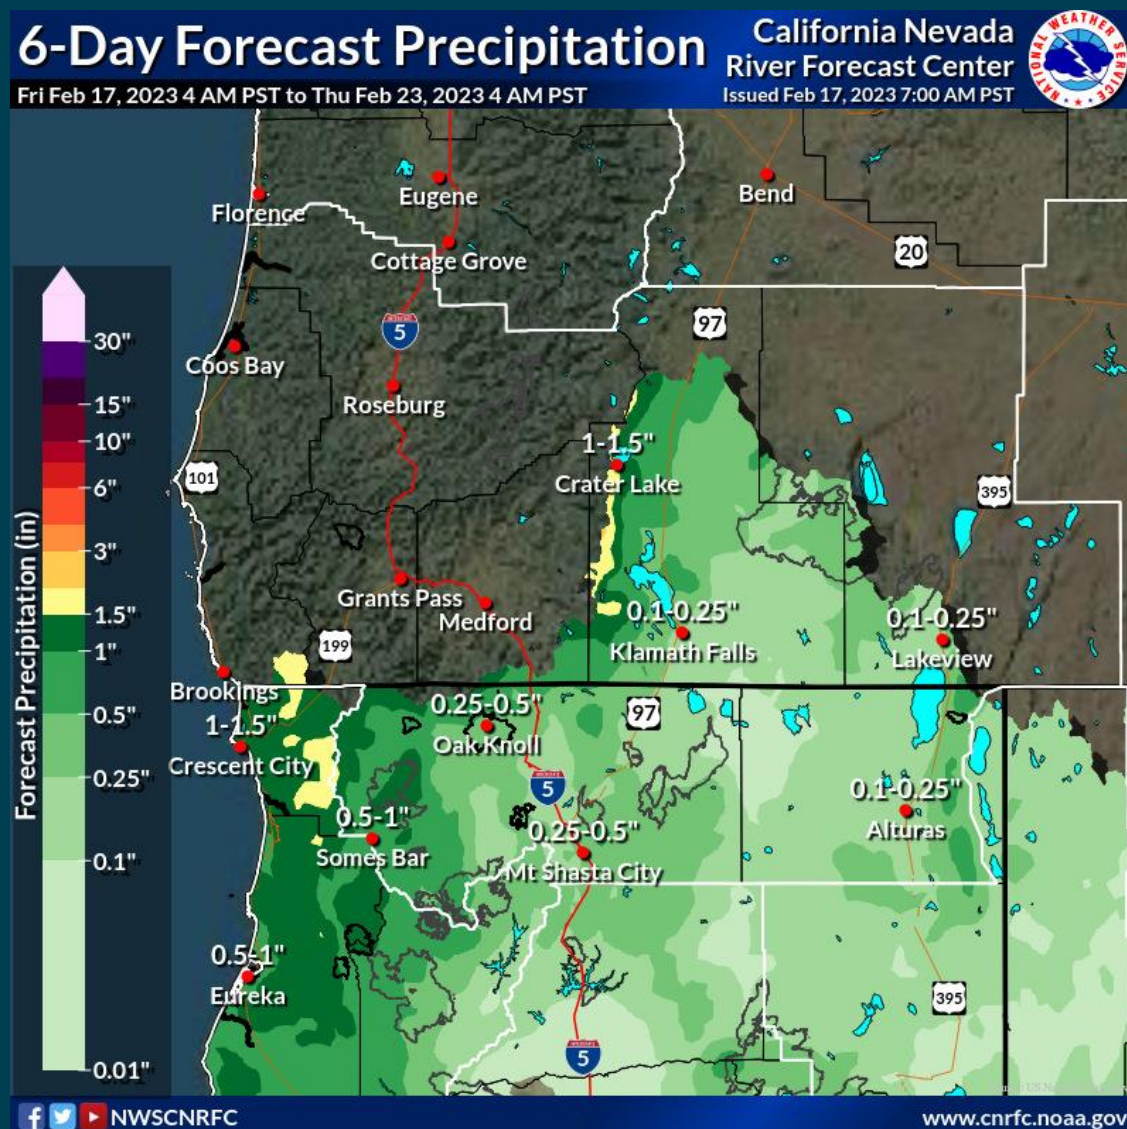 6-Day Forecast Precipitation
Fri Feb 17, 2023 4 AM PST to Thu Feb 23, 2023 4 AM PST
California Nevada
River Forecast Center
Issued Feb 17, 2023 7:00 AM PST
NATIONAL WEATHER SERVICE
Florence
Eugene
Bend
Cottage Grove
20
97
5
Coos Bay
Roseburg
101
1-1.5"
Crater Lake
395
Grants Pass
Medford
199
0.1-0.25"
Klamath Falls
0.1-0.25"
Lakeview
Brookings
1-1.5"
Crescent City
0.25-0.5"
Oak Knoll
97
5
0.1-0.25"
Alturas
0.5-1"
Somes Bar
0.25-0.5"
Mt Shasta City
0.5-1"
Eureka
395
5
Forecast Precipitation (in)
30"
15"
10"
6"
3"
1.5"
1"
0.5"
0.25"
0.1"
0.01"
NWSCNRFC
www.cnrfc.noaa.gov